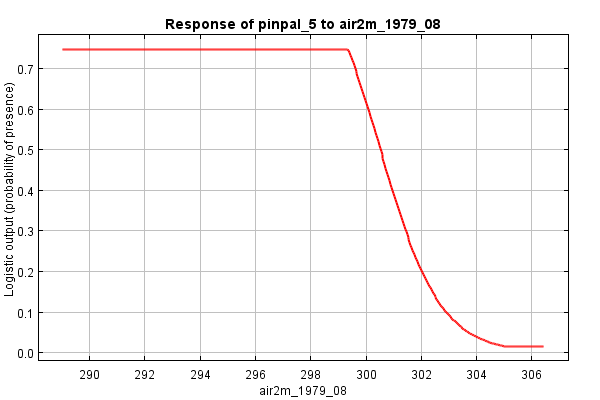 Response of pinpal_5 to air2m_1979_08
Logistic output (probability of presence)
0.7
0.6
0.5
0.4
0.3
0.2
0.1
0.0
290 292 294 296 298 300 302 304 306
air2m_1979_08